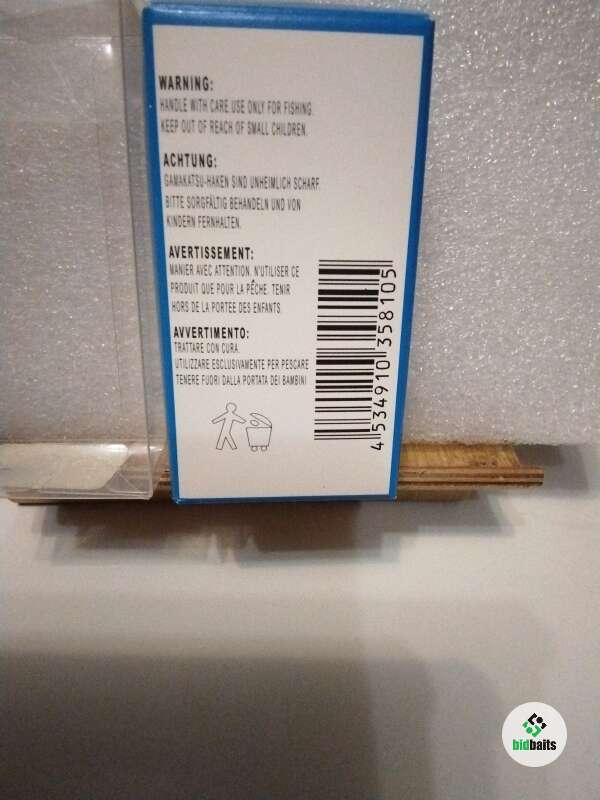 WARNING:
HANDLE WITH CARE USE ONLY FOR FISHING.
KEEP OUT OF REACH OF SMALL CHILDREN.
ACHTUNG:
GAMAKATSU-HAKEN SIND UNHEIMLICH SCHARF.
BITTE SORGFÄLTIG BEHANDELN UND VON
KINDERN FERNHALTEN.
AVERTISSEMENT:
MANIER AVEC ATTENTION. N'UTILISER CE
PRODUIT QUE POUR LA PÊCHE. TENIR
HORS DE LA PORTEE DES ENFANTS.
AVVERTIMENTO:
TRATTARE CON CURA.
UTILIZZARE ESCLUSIVAMENTE PER PESCARE
TENERE FUORI DALLA PORTATA DEI BAMBINI
4 534910 358105
bidbaits